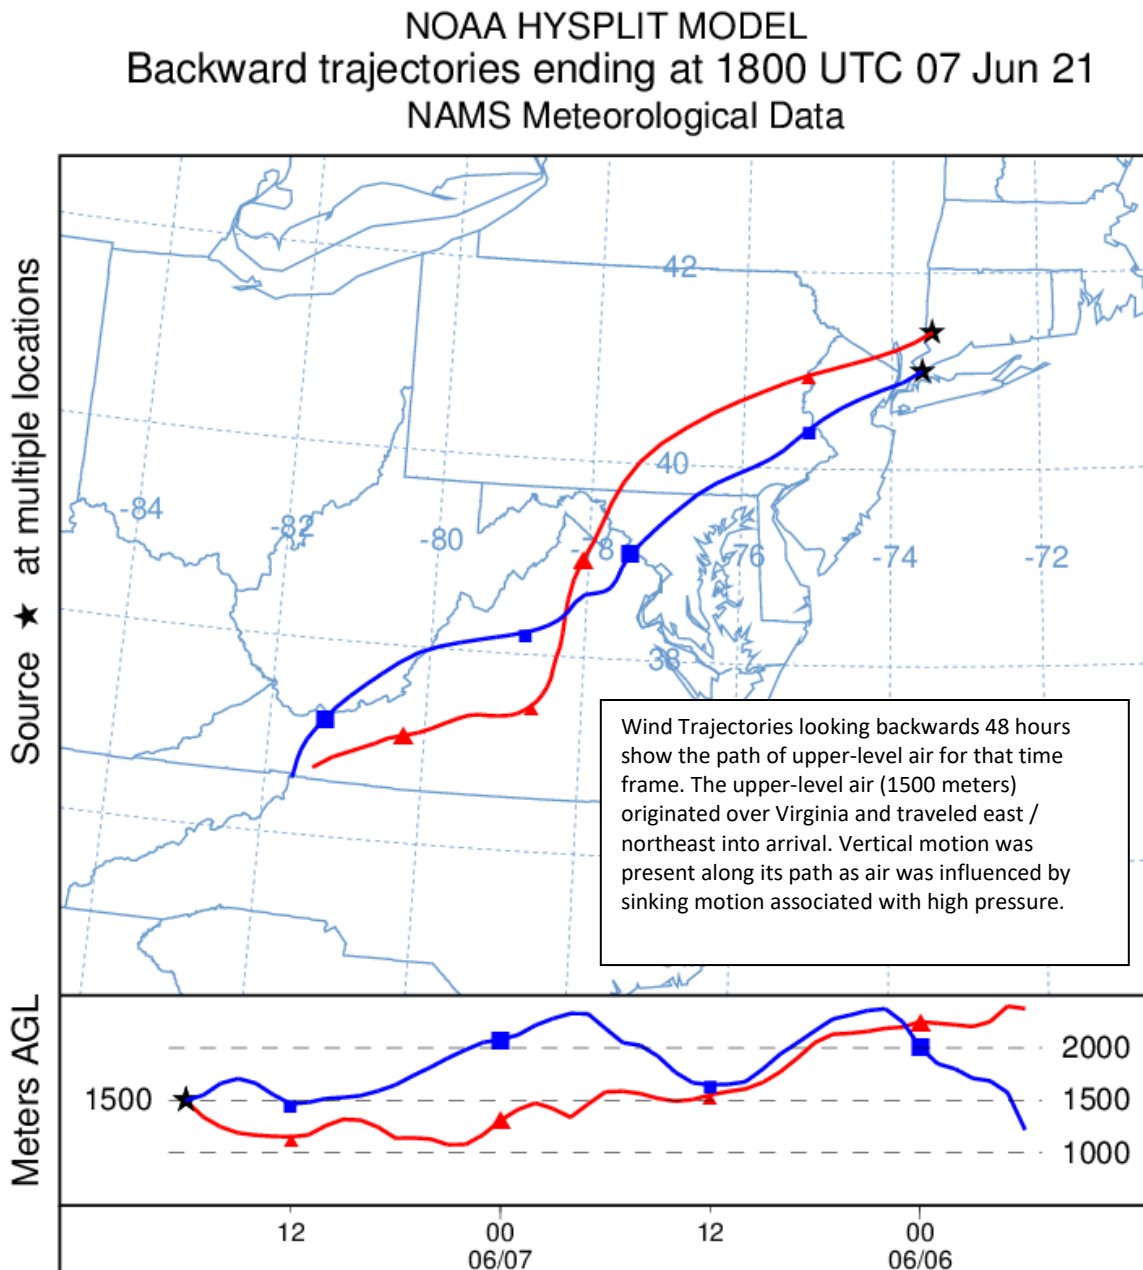 NOAA HYSPLIT MODEL
Backward trajectories ending at 1800 UTC 07 Jun 21
NAMS Meteorological Data
Source ★ at multiple locations
42
40
-84
-82
-80
-78
-76
-74
-72
38
Wind Trajectories looking backwards 48 hours
show the path of upper-level air for that time
frame. The upper-level air (1500 meters)
originated over Virginia and traveled east /
northeast into arrival. Vertical motion was
present along its path as air was influenced by
sinking motion associated with high pressure.
Meters AGL
1500
2000
1500
1000
12
00
12
00
06/07
06/06